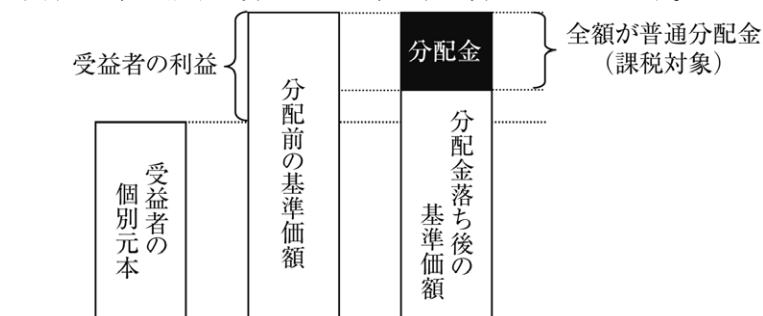 受益者の利益
分配前の基準価額
分配金
全額が普通分配金
（課税対象）
受益者の
個別元本
分配金落ち後の
基準価額